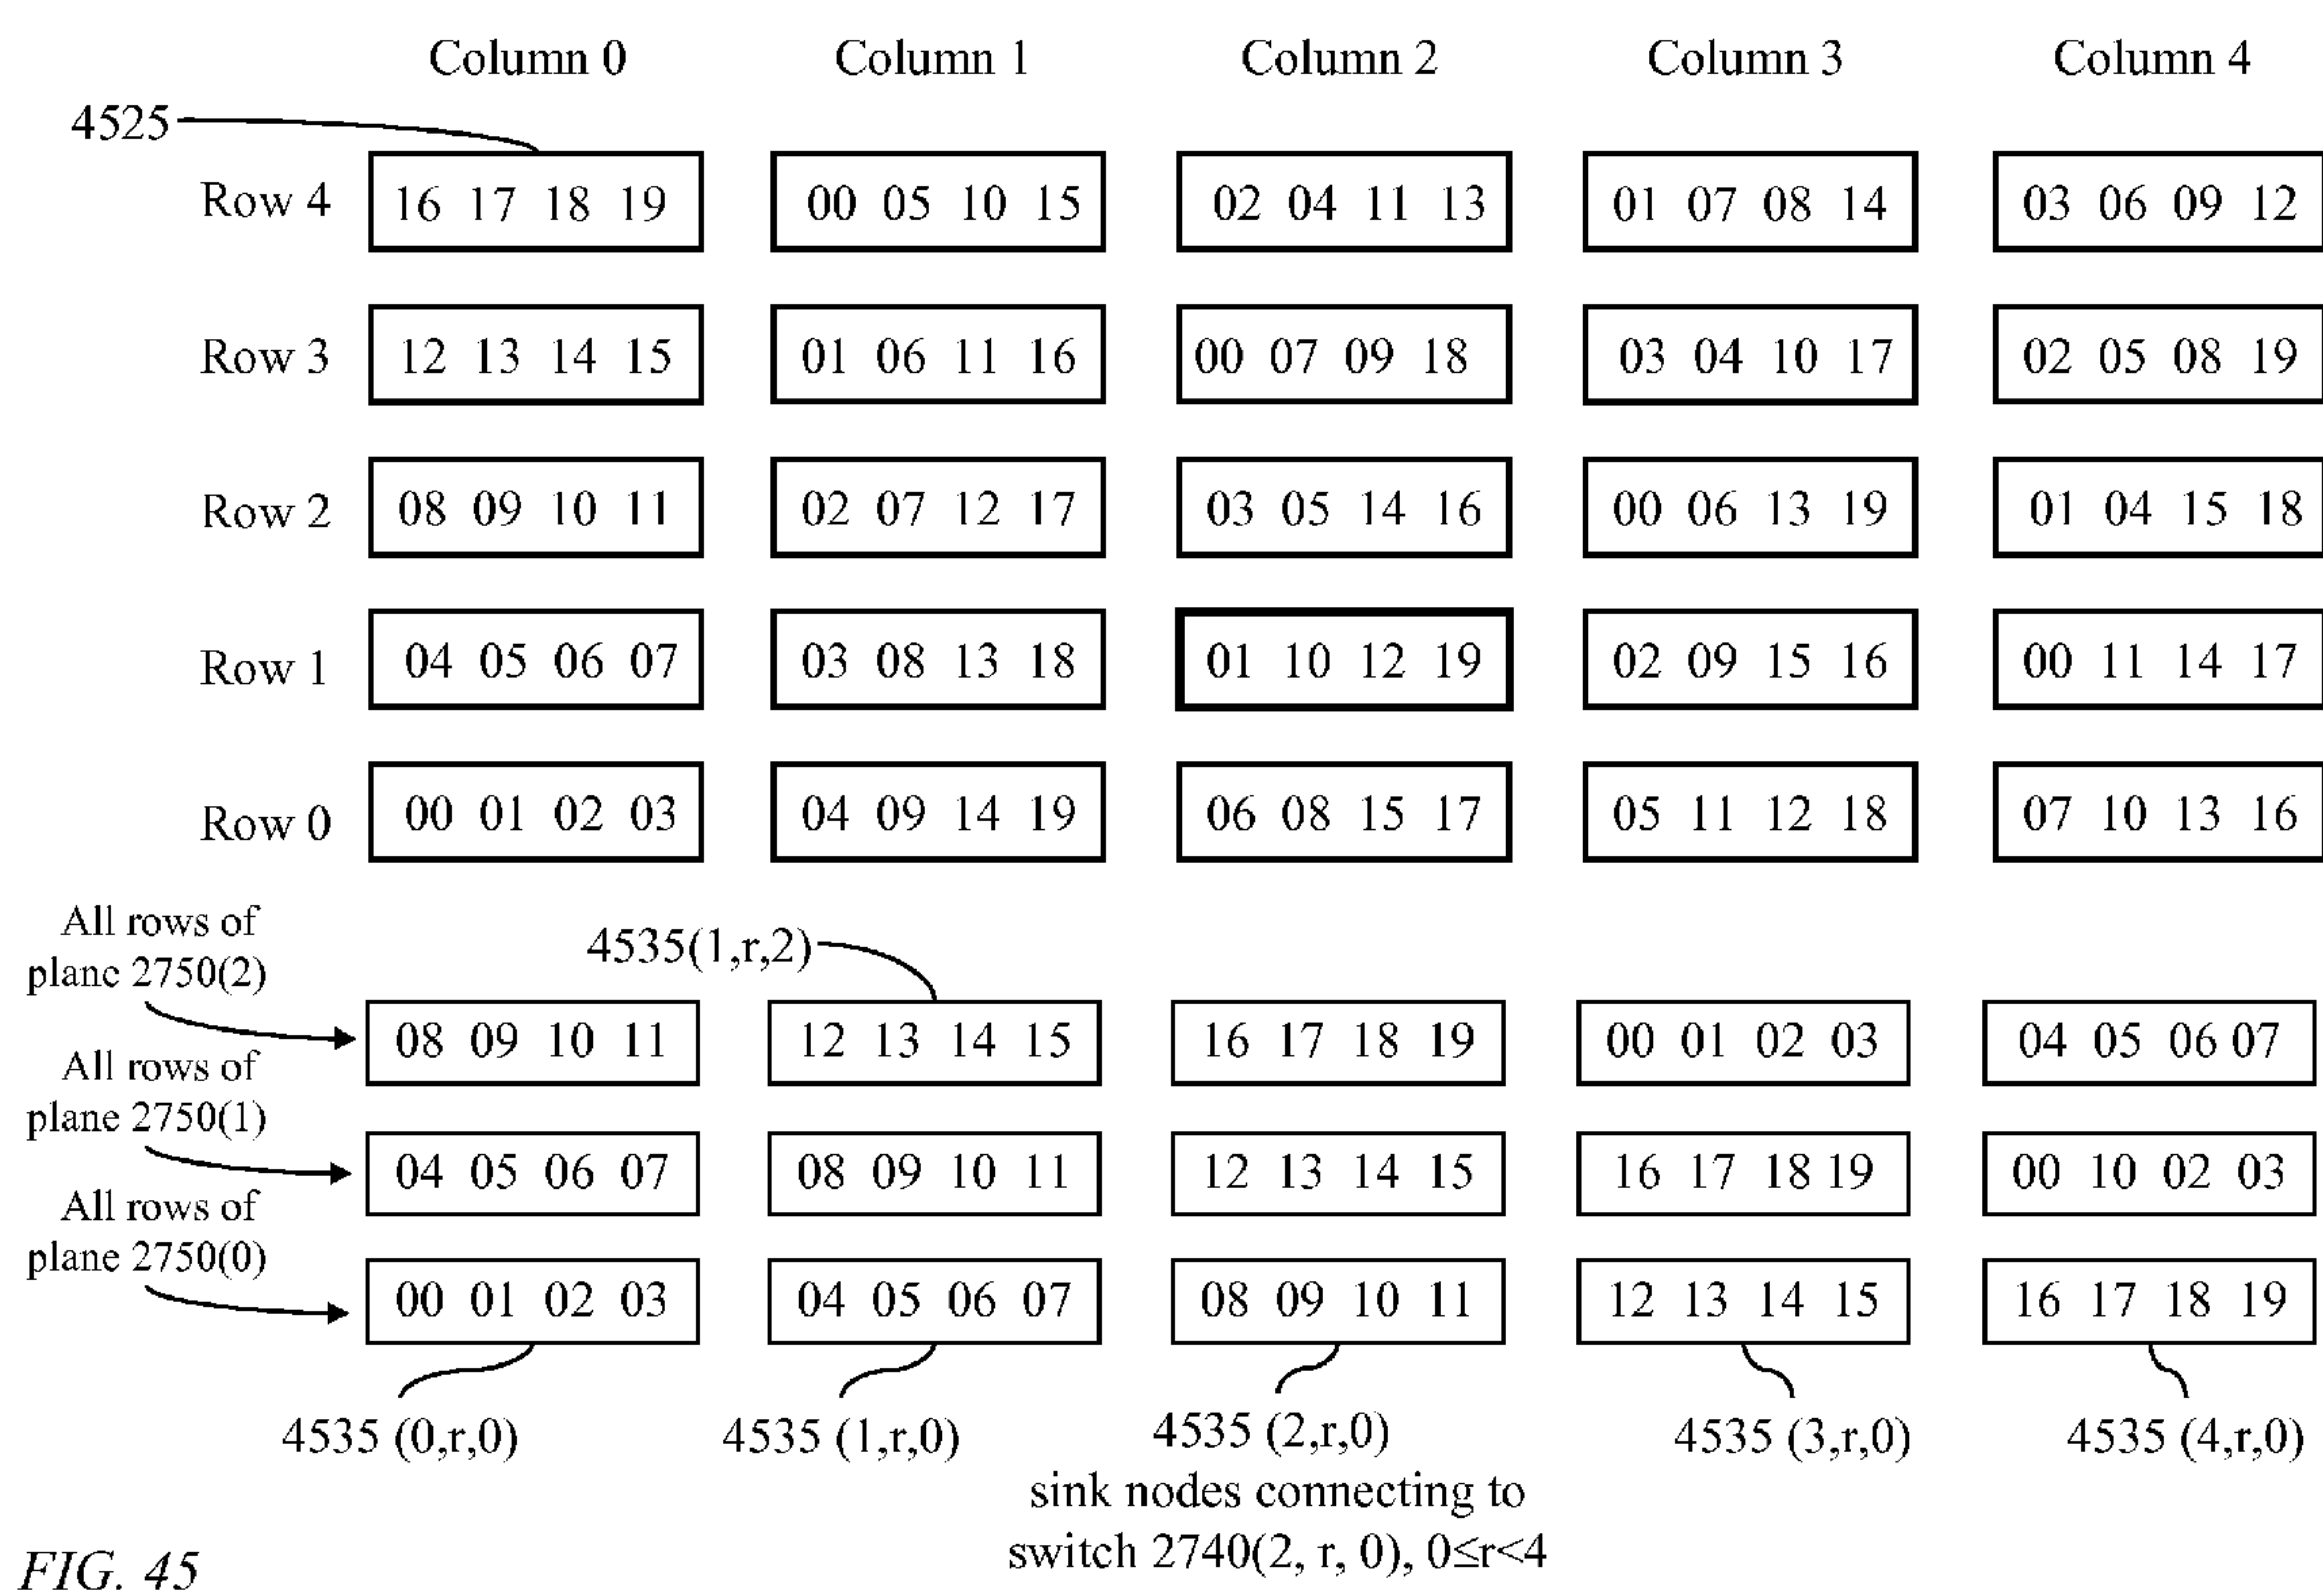 Column 0 Column 1 Column 2 Column 3 Column 4
4525
Row 4 16 17 18 19 00 05 10 15 02 04 11 13 01 07 08 14 03 06 09 12
Row 3 12 13 14 15 01 06 11 16 00 07 09 18 03 04 10 17 02 05 08 19
Row 2 08 09 10 11 02 07 12 17 03 05 14 16 00 06 13 19 01 04 15 18
Row 1 04 05 06 07 03 08 13 18 01 10 12 19 02 09 15 16 00 11 14 17
Row 0 00 01 02 03 04 09 14 19 06 08 15 17 05 11 12 18 07 10 13 16
All rows of
plane 2750(2)
4535(1,r,2)
08 09 10 11 12 13 14 15 16 17 18 19 00 01 02 03 04 05 06 07
All rows of
plane 2750(1)
04 05 06 07 08 09 10 11 12 13 14 15 16 17 18 19 00 10 02 03
All rows of
plane 2750(0)
00 01 02 03 04 05 06 07 08 09 10 11 12 13 14 15 16 17 18 19
4535 (0,r,0) 4535 (1,r,0) 4535 (2,r,0) 4535 (3,r,0) 4535 (4,r,0)
sink nodes connecting to
switch 2740(2, r, 0), 0≤r<4
FIG. 45